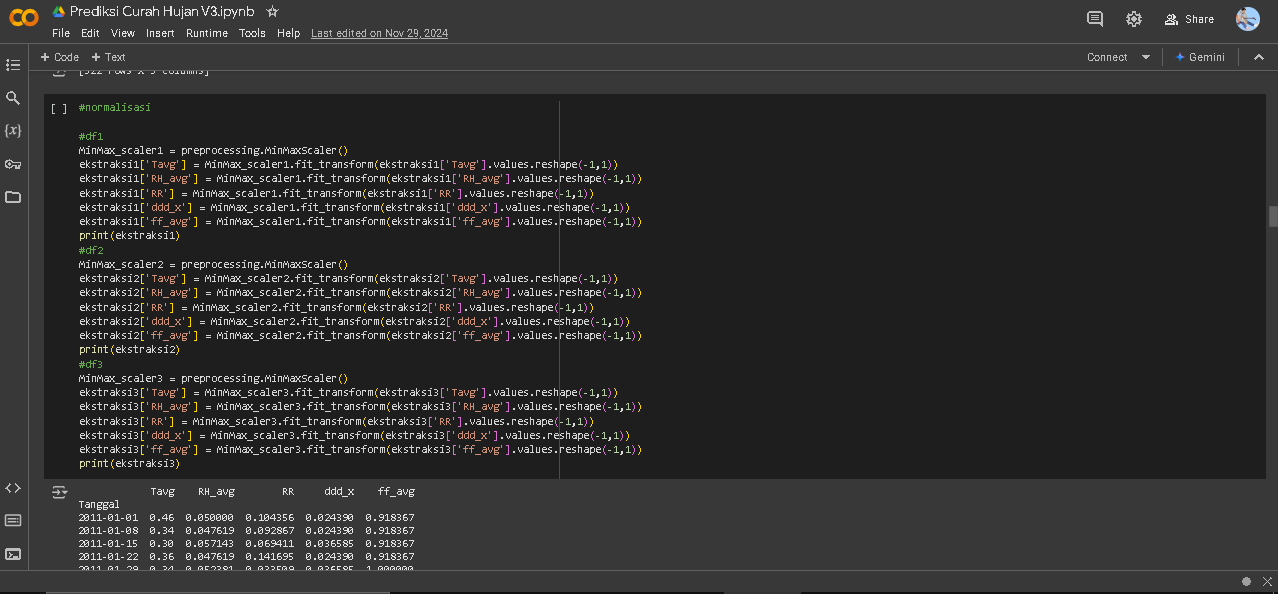 Prediksi Curah Hujan V3.ipynb
File Edit View Insert Runtime Tools Help Last edited on Nov 29, 2024
Share
+ Code + Text
Connect
Gemini
[ ] #normalisasi
#df1
MinMax_scaler1 = preprocessing.MinMaxScaler()
ekstraksi1['Tavg'] = MinMax_scaler1.fit_transform(ekstraksi1['Tavg'].values.reshape(-1,1))
ekstraksi1['RH_avg'] = MinMax_scaler1.fit_transform(ekstraksi1['RH_avg'].values.reshape(-1,1))
ekstraksi1['RR'] = MinMax_scaler1.fit_transform(ekstraksi1['RR'].values.reshape(-1,1))
ekstraksi1['ddd_x'] = MinMax_scaler1.fit_transform(ekstraksi1['ddd_x'].values.reshape(-1,1))
ekstraksi1['ff_avg'] = MinMax_scaler1.fit_transform(ekstraksi1['ff_avg'].values.reshape(-1,1))
print(ekstraksi1)
#df2
MinMax_scaler2 = preprocessing.MinMaxScaler()
ekstraksi2['Tavg'] = MinMax_scaler2.fit_transform(ekstraksi2['Tavg'].values.reshape(-1,1))
ekstraksi2['RH_avg'] = MinMax_scaler2.fit_transform(ekstraksi2['RH_avg'].values.reshape(-1,1))
ekstraksi2['RR'] = MinMax_scaler2.fit_transform(ekstraksi2['RR'].values.reshape(-1,1))
ekstraksi2['ddd_x'] = MinMax_scaler2.fit_transform(ekstraksi2['ddd_x'].values.reshape(-1,1))
ekstraksi2['ff_avg'] = MinMax_scaler2.fit_transform(ekstraksi2['ff_avg'].values.reshape(-1,1))
print(ekstraksi2)
#df3
MinMax_scaler3 = preprocessing.MinMaxScaler()
ekstraksi3['Tavg'] = MinMax_scaler3.fit_transform(ekstraksi3['Tavg'].values.reshape(-1,1))
ekstraksi3['RH_avg'] = MinMax_scaler3.fit_transform(ekstraksi3['RH_avg'].values.reshape(-1,1))
ekstraksi3['RR'] = MinMax_scaler3.fit_transform(ekstraksi3['RR'].values.reshape(-1,1))
ekstraksi3['ddd_x'] = MinMax_scaler3.fit_transform(ekstraksi3['ddd_x'].values.reshape(-1,1))
ekstraksi3['ff_avg'] = MinMax_scaler3.fit_transform(ekstraksi3['ff_avg'].values.reshape(-1,1))
print(ekstraksi3)
Tavg RH_avg RR ddd_x ff_avg
Tanggal
2011-01-01 0.46 0.050000 0.104356 0.024390 0.918367
2011-01-08 0.34 0.047619 0.092867 0.024390 0.918367
2011-01-15 0.30 0.057143 0.069411 0.036585 0.918367
2011-01-22 0.36 0.047619 0.141695 0.024390 0.918367
2011-01-29 0.34 0.052381 0.033509 0.036585 1.000000